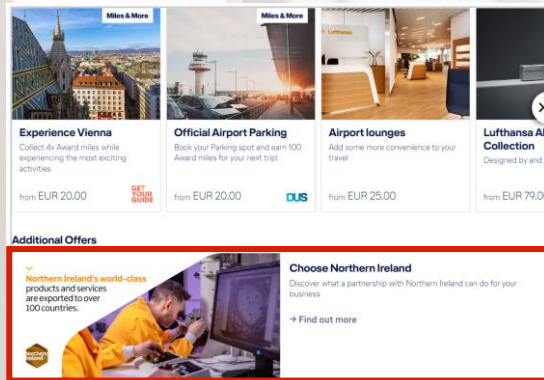 Miles & More
Miles & More
Lufthansa
Experience Vienna
Collect 4x Award miles while
experiencing the most exciting
activities
from EUR 20.00
GET
YOUR
GUIDE
Official Airport Parking
Book your Parking spot and earn 100
Award miles for your next trip!
from EUR 20.00
DUS
Airport lounges
Add some more convenience to your
travel
from EUR 25.00
Lufthansa Al
Collection
Designed by and
from EUR 79.00
Additional Offers
Northern Ireland's world-class
products and services
are exported to over
100 countries.
Northern
Ireland
Choose Northern Ireland
Discover what a partnership with Northern Ireland can do for your
business
→ Find out more